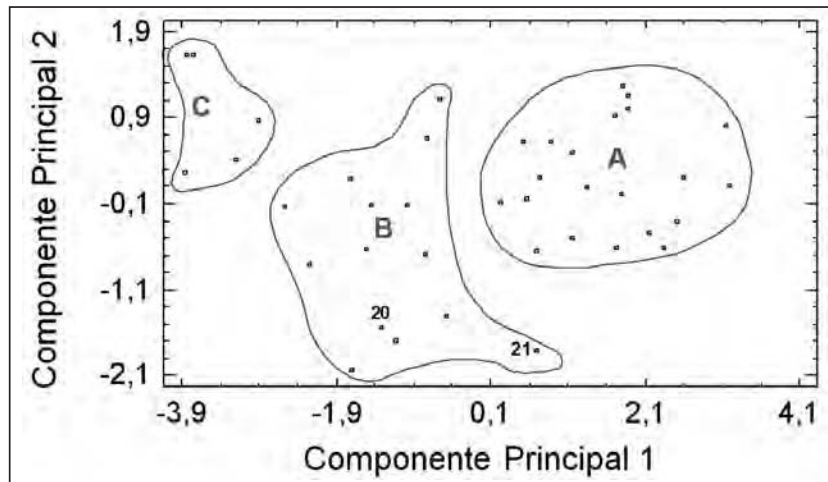 Componente Principal 2
1,9
0,9
-0,1
-1,1
-2,1
C
A
B
20
21
-3,9 -1,9 0,1 2,1 4,1
Componente Principal 1